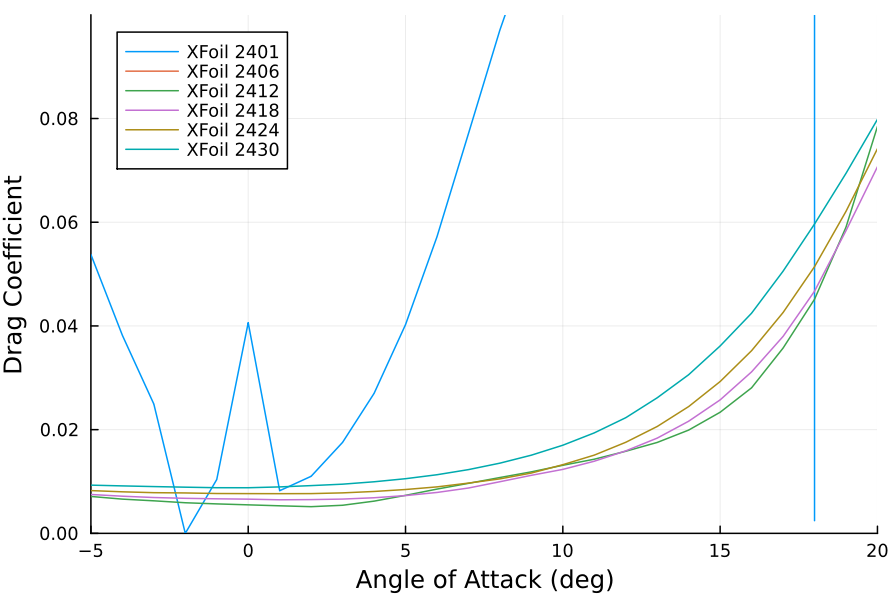 XFoil 2401
XFoil 2406
XFoil 2412
XFoil 2418
XFoil 2424
XFoil 2430
Drag Coefficient
0.08
0.06
0.04
0.02
0.00
−5
0
5
10
15
20
Angle of Attack (deg)